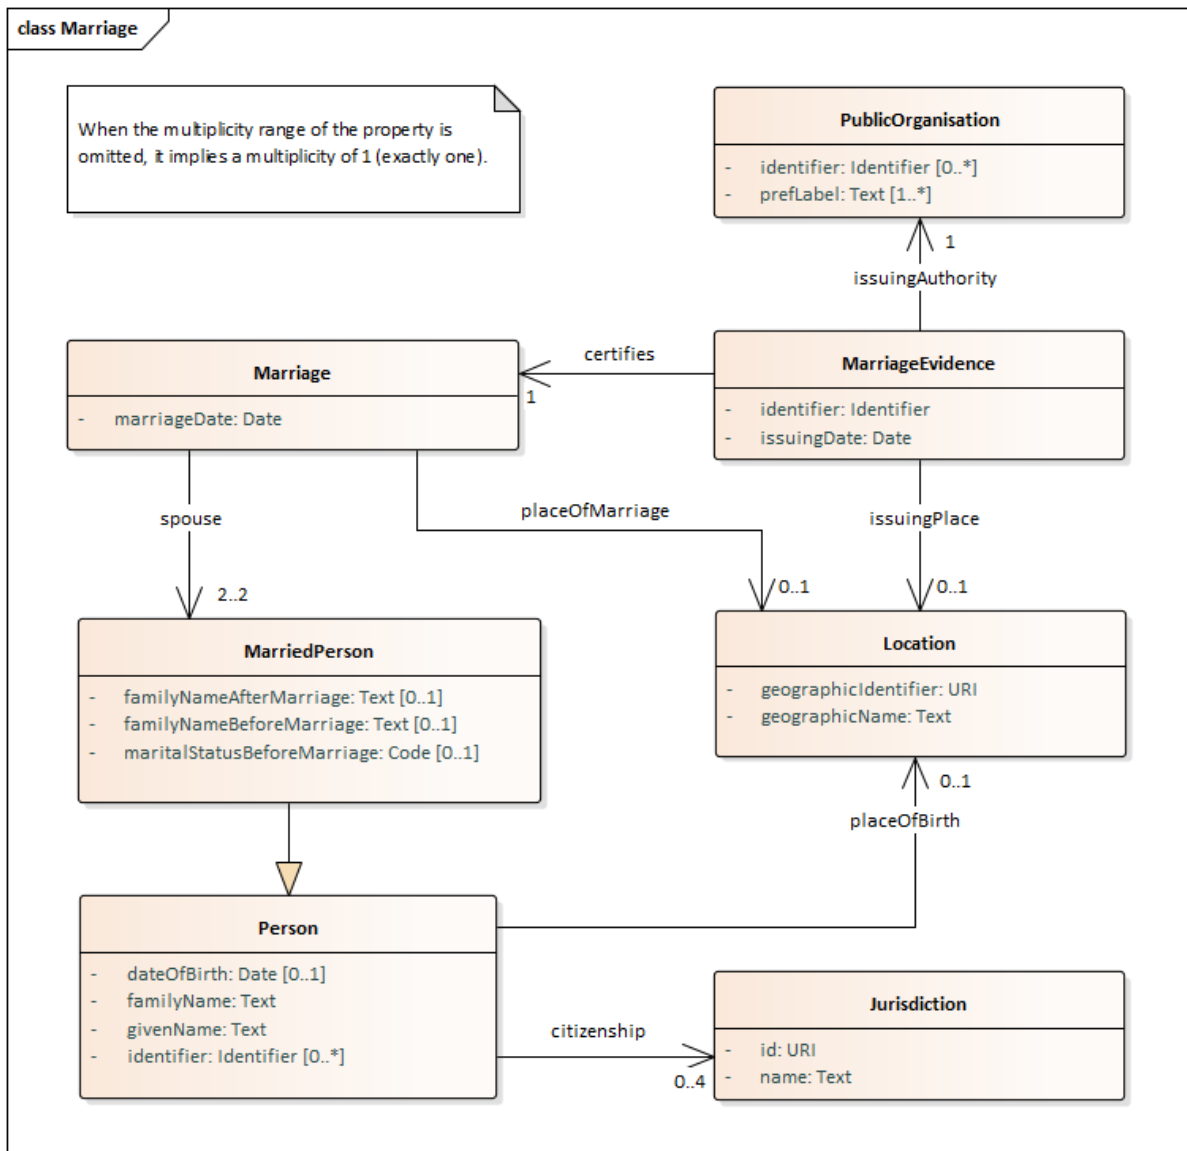 class Marriage
When the multiplicity range of the property is
omitted, it implies a multiplicity of 1 (exactly one).
PublicOrganisation
- identifier: Identifier [0..*]
- prefLabel: Text [1..*]
1
issuingAuthority
Marriage
- marriageDate: Date
certifies
1
MarriageEvidence
- identifier: Identifier
- issuingDate: Date
spouse
2..2
placeOfMarriage
0..1
issuingPlace
0..1
MarriedPerson
- familyNameAfterMarriage: Text [0..1]
- familyNameBeforeMarriage: Text [0..1]
- maritalStatusBeforeMarriage: Code [0..1]
Location
- geographicIdentifier: URI
- geographicName: Text
0..1
placeOfBirth
Person
- dateOfBirth: Date [0..1]
- familyName: Text
- givenName: Text
- identifier: Identifier [0..*]
citizenship
0..4
Jurisdiction
- id: URI
- name: Text